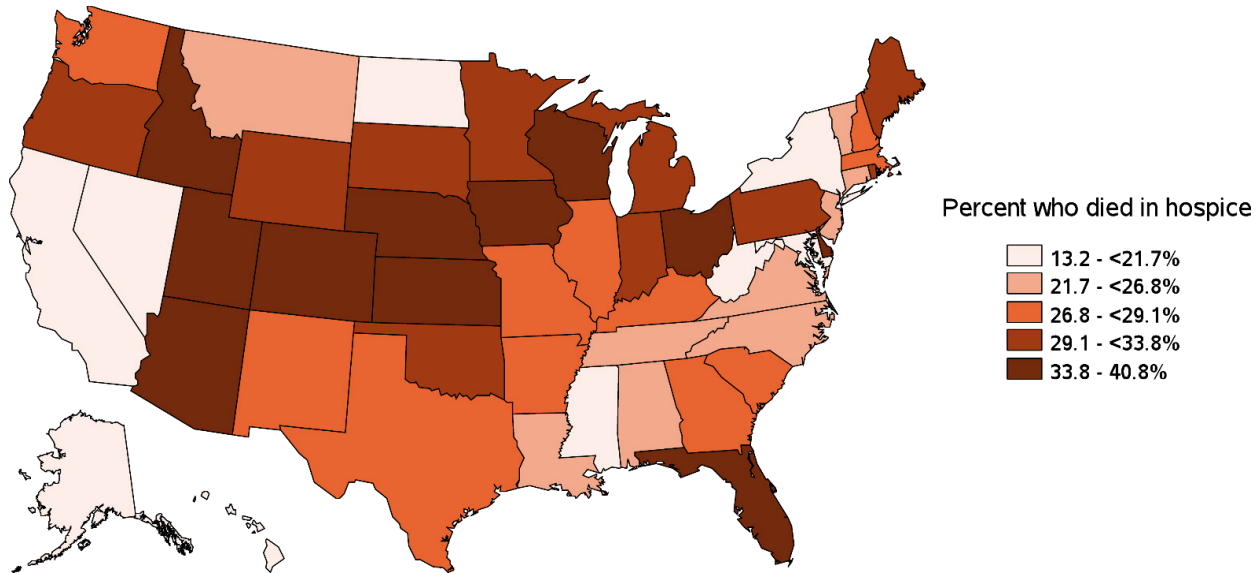 Percent who died in hospice
13.2 - <21.7%
21.7 - <26.8%
26.8 - <29.1%
29.1 - <33.8%
33.8 - 40.8%